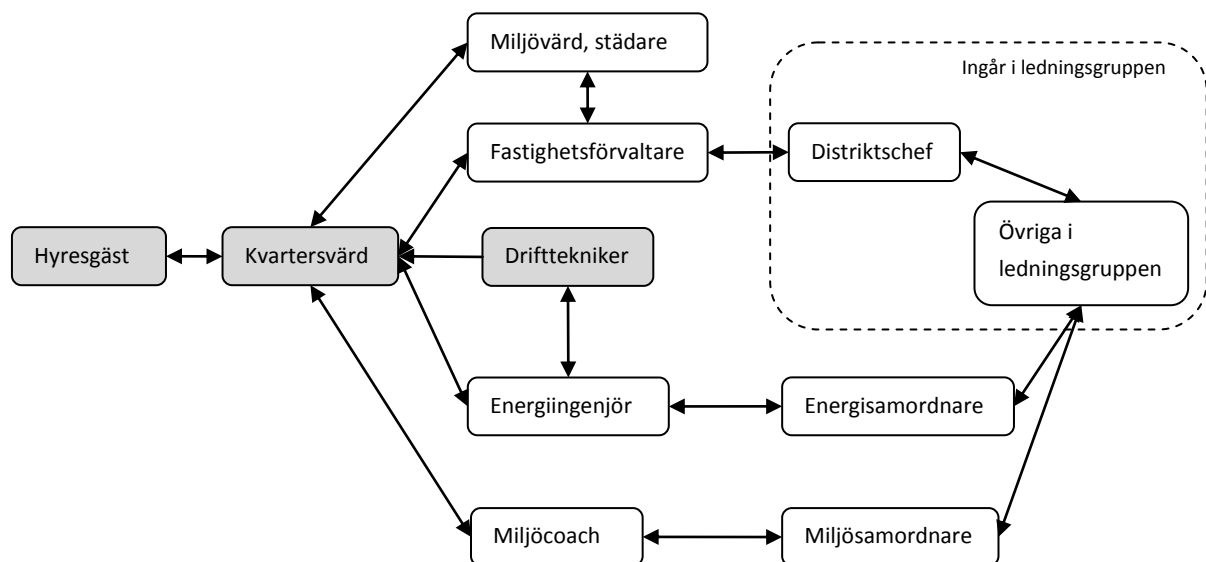 Miljövärd, städare
Ingår i ledningsgruppen
Fastighetsförvaltare
Distriktschef
Hyresgäst
Kvartersvärd
Drifttekniker
Övriga i
ledningsgruppen
Energiingenjör
Energisamordnare
Miljöcoach
Miljösamordnare